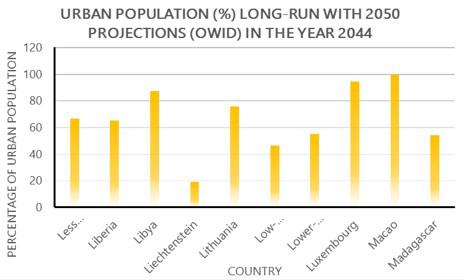 URBAN POPULATION (%) LONG-RUN WITH 2050
PROJECTIONS (OWID) IN THE YEAR 2044
PERCENTAGE OF URBAN POPULATION
120
100
80
60
40
20
0
Less...
Liberia
Libya
Liechtenstein
Lithuania
Low-...
Lower-...
Luxembourg
Macao
Madagascar
COUNTRY